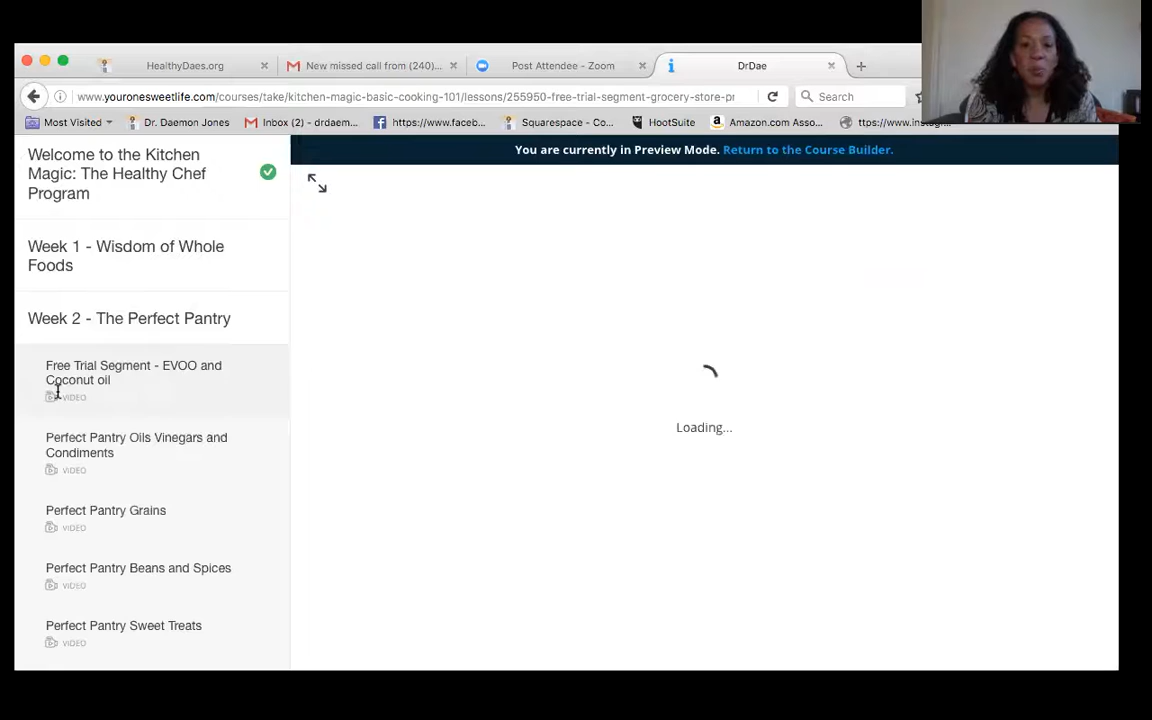 HealthyDaes.org
New missed call from (240)...
Post Attendee - Zoom
DrDae
www.youronesweetlife.com/courses/take/kitchen-magic-basic-cooking-101/lessons/255950-free-trial-segment-grocery-store-pr
Search
Most Visited
Dr. Daemon Jones
Inbox (2) - drdaem...
https://www.faceb...
Squarespace - Co...
HootSuite
Amazon.com Asso...
ttps://www.instagr...
You are currently in Preview Mode. Return to the Course Builder.
Welcome to the Kitchen
Magic: The Healthy Chef
Program
Week 1 - Wisdom of Whole
Foods
Week 2 - The Perfect Pantry
Free Trial Segment - EVOO and
Coconut oil
VIDEO
Perfect Pantry Oils Vinegars and
Condiments
VIDEO
Perfect Pantry Grains
VIDEO
Perfect Pantry Beans and Spices
VIDEO
Perfect Pantry Sweet Treats
VIDEO
Loading...